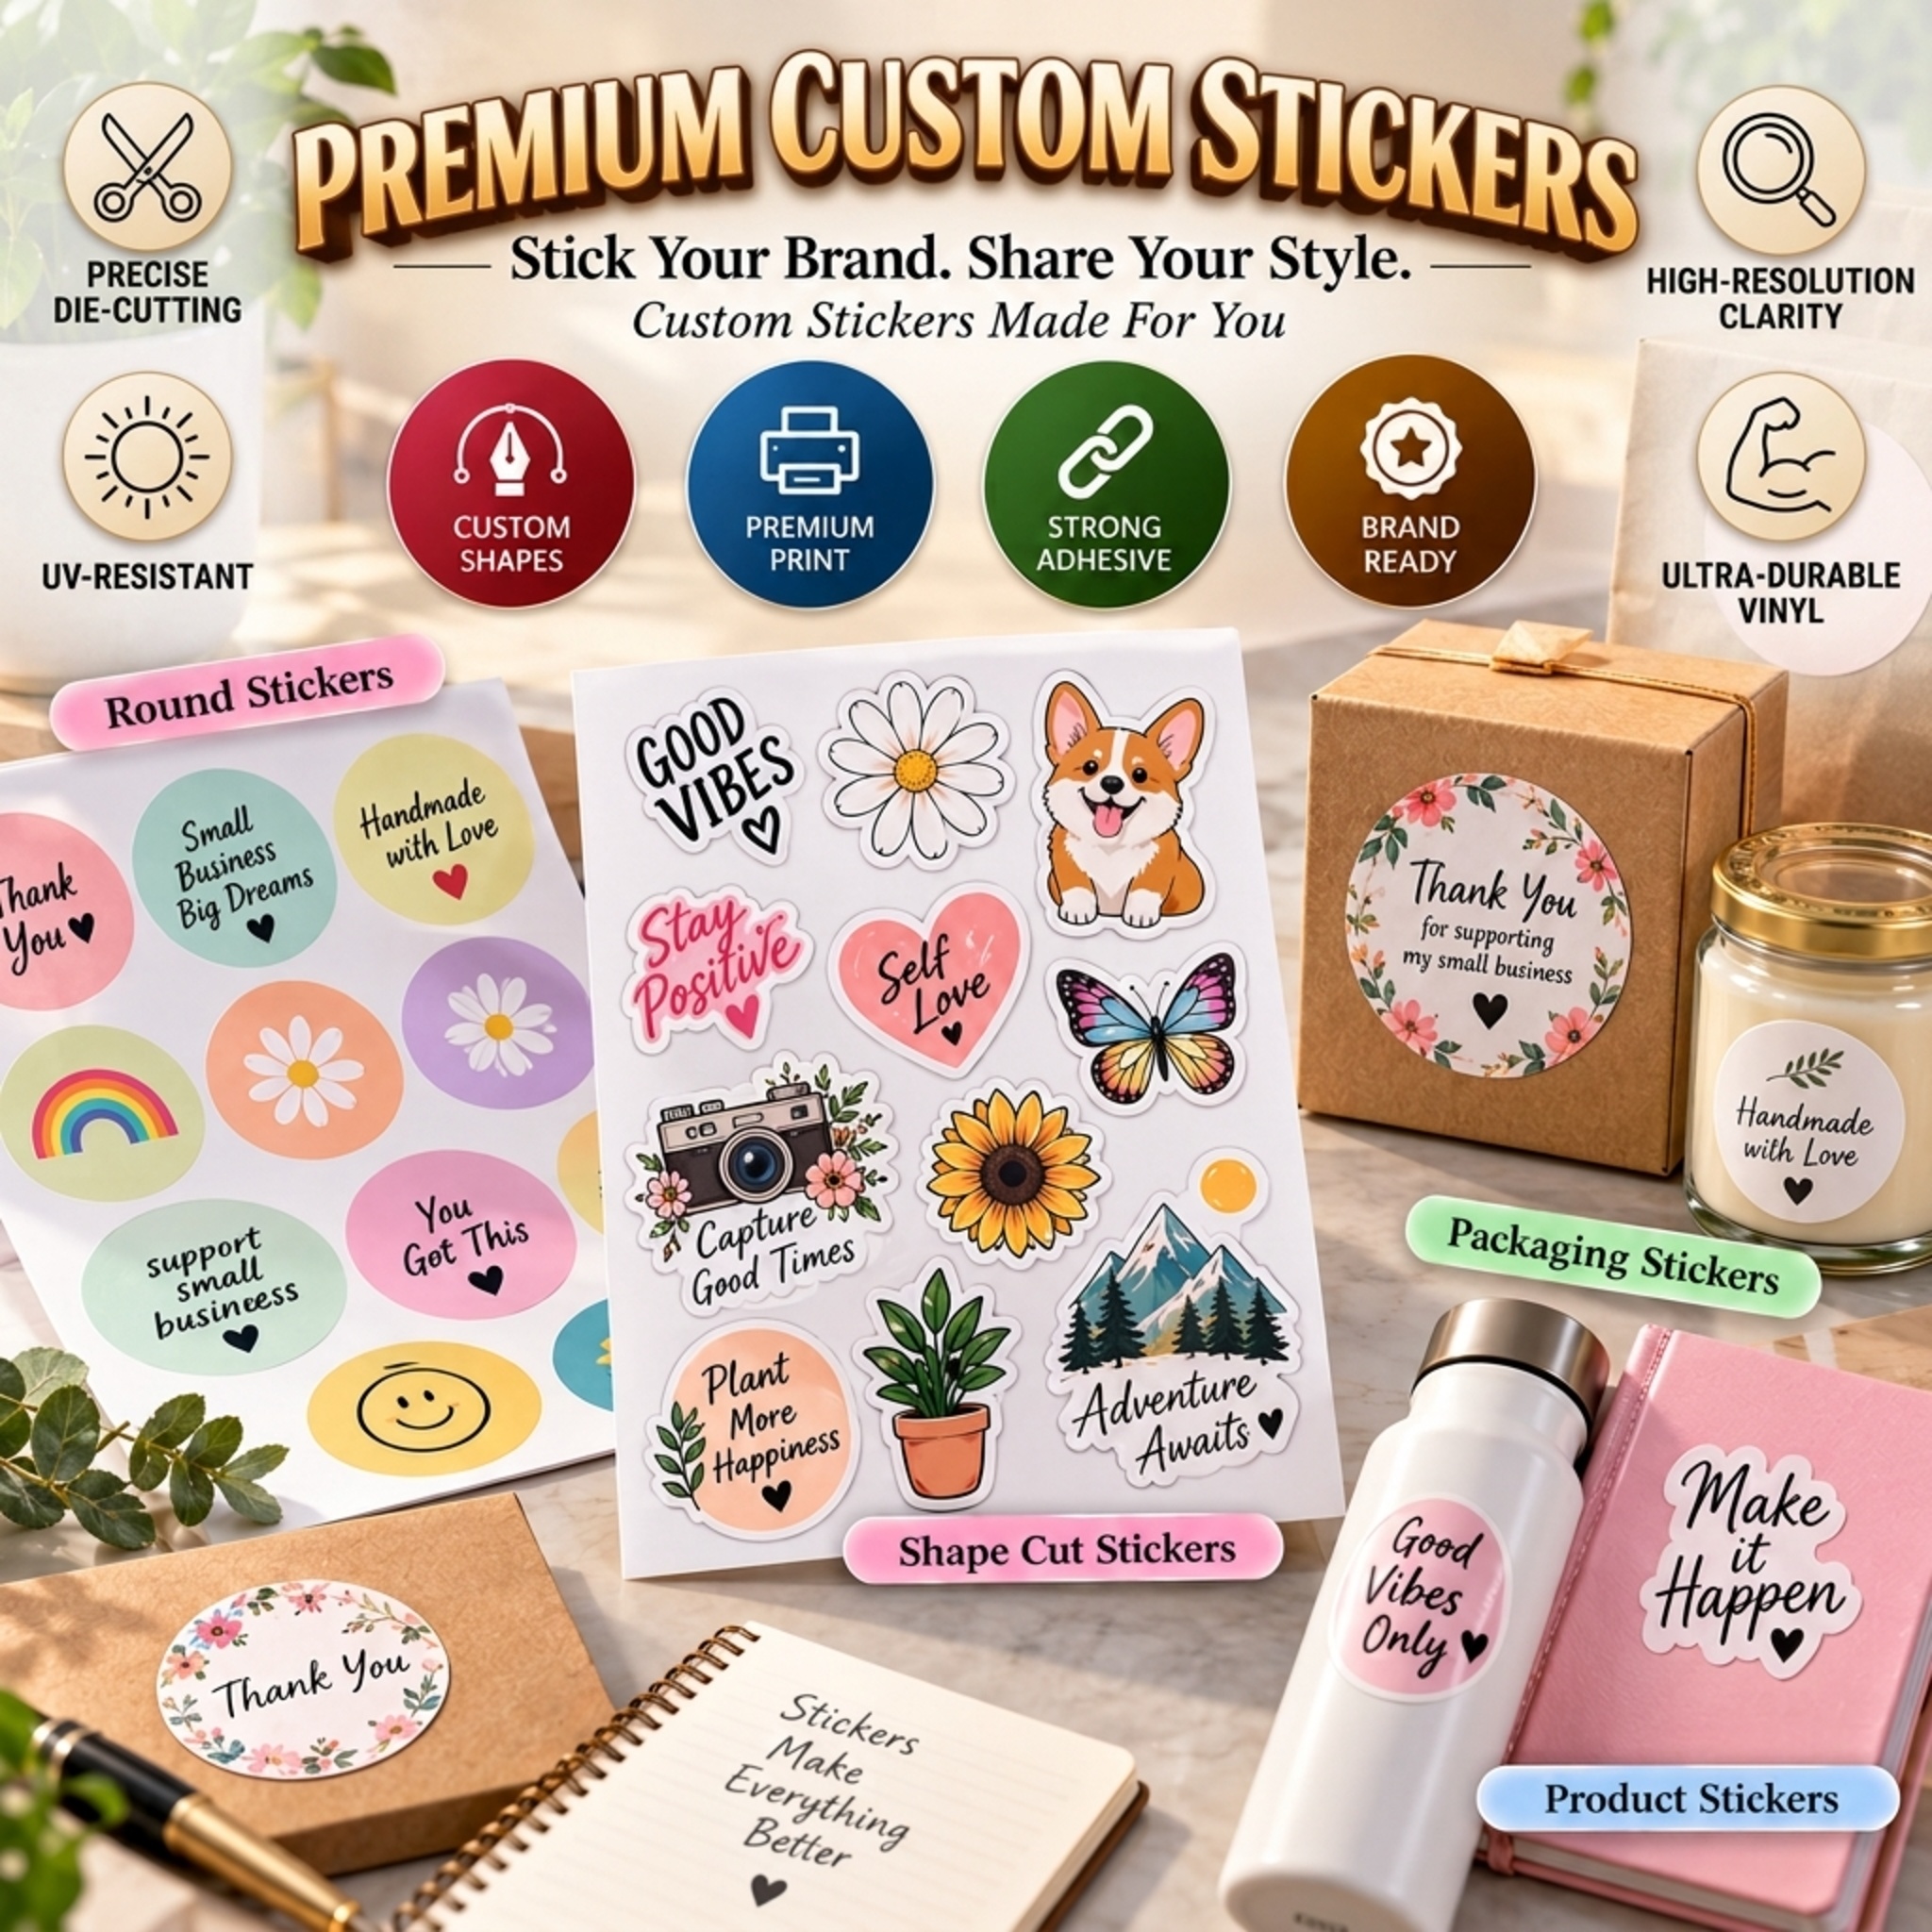 PREMIUM CUSTOM STICKERS
Stick Your Brand. Share Your Style.
Custom Stickers Made For You
PRECISE
DIE-CUTTING
HIGH-RESOLUTION
CLARITY
UV-RESISTANT
CUSTOM
SHAPES
PREMIUM
PRINT
STRONG
ADHESIVE
BRAND
READY
ULTRA-DURABLE
VINYL
Round Stickers
Thank
You
Small
Business
Big Dreams
Handmade
with Love
support
small
busineess
You
Got This
GOOD
VIBES
Stay
Positive
Self
Love
Capture
Good Times
Plant
More
Happiness
Adventure
Awaits
Shape Cut Stickers
Thank You
for supporting
my small business
Handmade
with Love
Packaging Stickers
Good
Vibes
Only
Make
it
Happen
Product Stickers
Thank You
Stickers
Make
Everything
Better